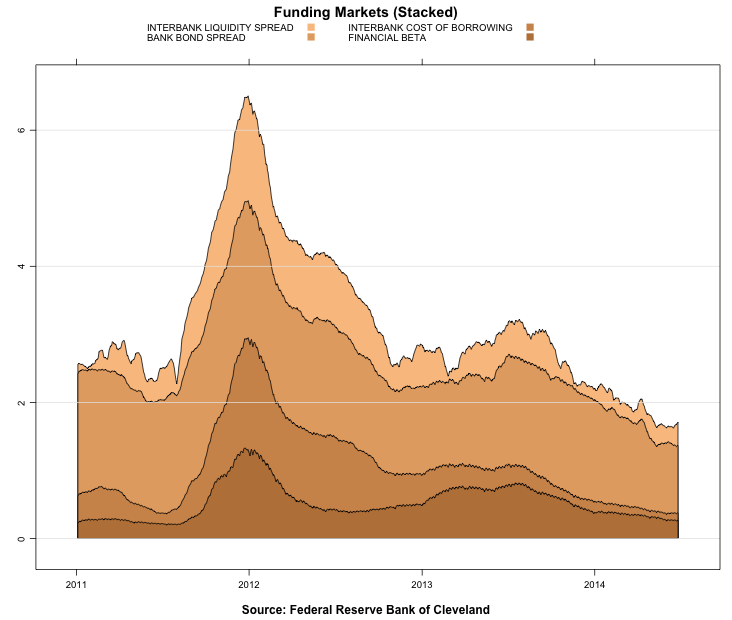 Funding Markets (Stacked)
INTERBANK LIQUIDITY SPREAD INTERBANK COST OF BORROWING
BANK BOND SPREAD FINANCIAL BETA
6
4
2
0
2011 2012 2013 2014
Source: Federal Reserve Bank of Cleveland